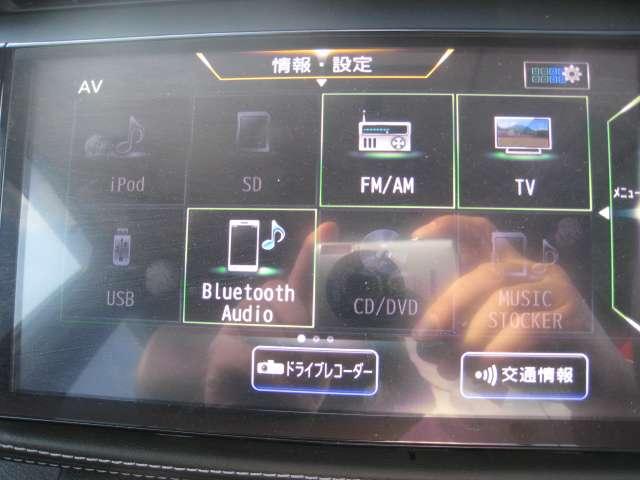 情報・設定
AV
iPod
SD
FM/AM
TV
メニュー
USB
Bluetooth
Audio
CD/DVD
MUSIC
STOCKER
ドライブレコーダー
交通情報